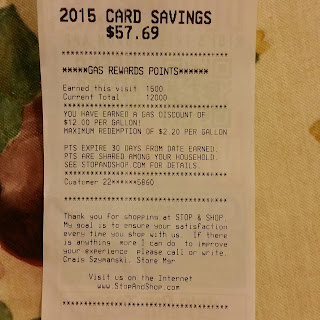 2015 CARD SAVINGS
$57.69
*****GAS REWARDS POINTS******
Earned this visit 1500
Current Total 12000
YOU HAVE EARNED A GAS DISCOUNT OF
$12.00 PER GALLON!
MAXIMUM REDEMPTION OF $2.20 PER GALLON
PTS EXPIRE 30 DAYS FROM DATE EARNED.
PTS ARE SHARED AMONG YOUR HOUSEHOLD.
SEE STOPANDSHOP.COM FOR DETAILS.
Customer 22******5860
Thank you for shopping at STOP & SHOP.
My goal is to ensure your satisfaction
every time you shop with us. If there
is anything more I can do to improve
your experience please call or write.
Craig Szymanski, Store Mgr
Visit us on the Internet
www.StopAndShop.com